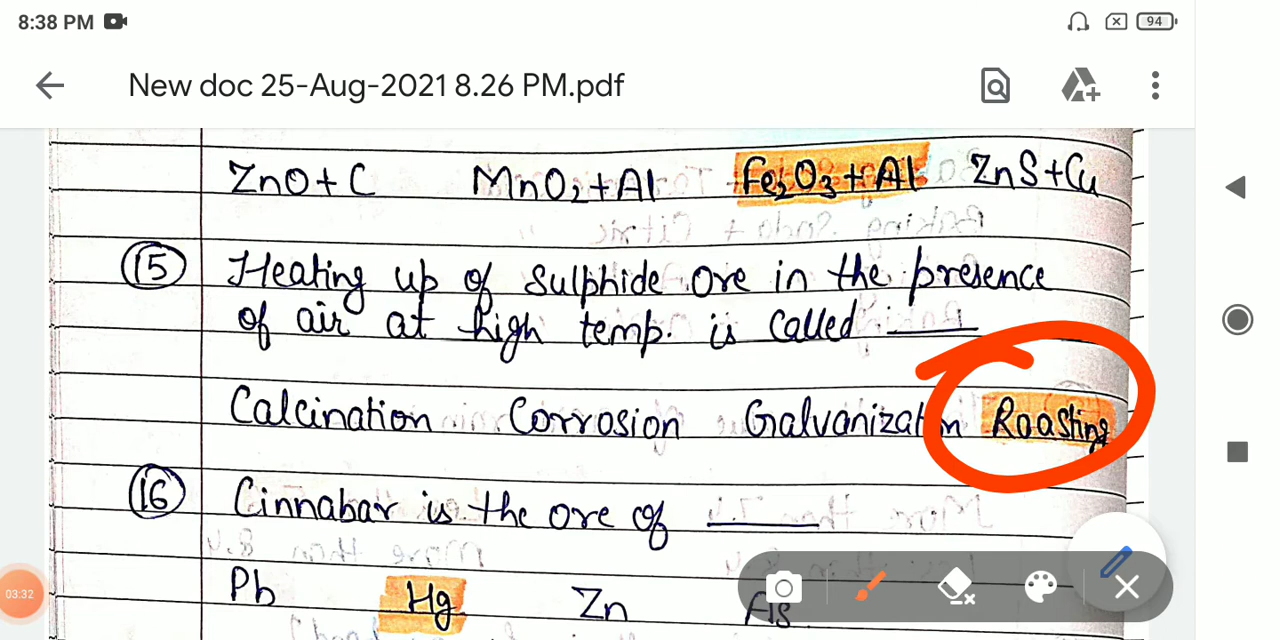 8:38 PM
94
New doc 25-Aug-2021 8.26 PM.pdf
ZnO + C MnO2 + Al Fe2O3 + Al ZnS + Cu
15 Heating up of Sulphide ore in the presence
of air at high temp. is called ____
Calcination Corrosion Galvanization Roasting
16 Cinnabar is the ore of ____
Pb Hg Zn
03:32